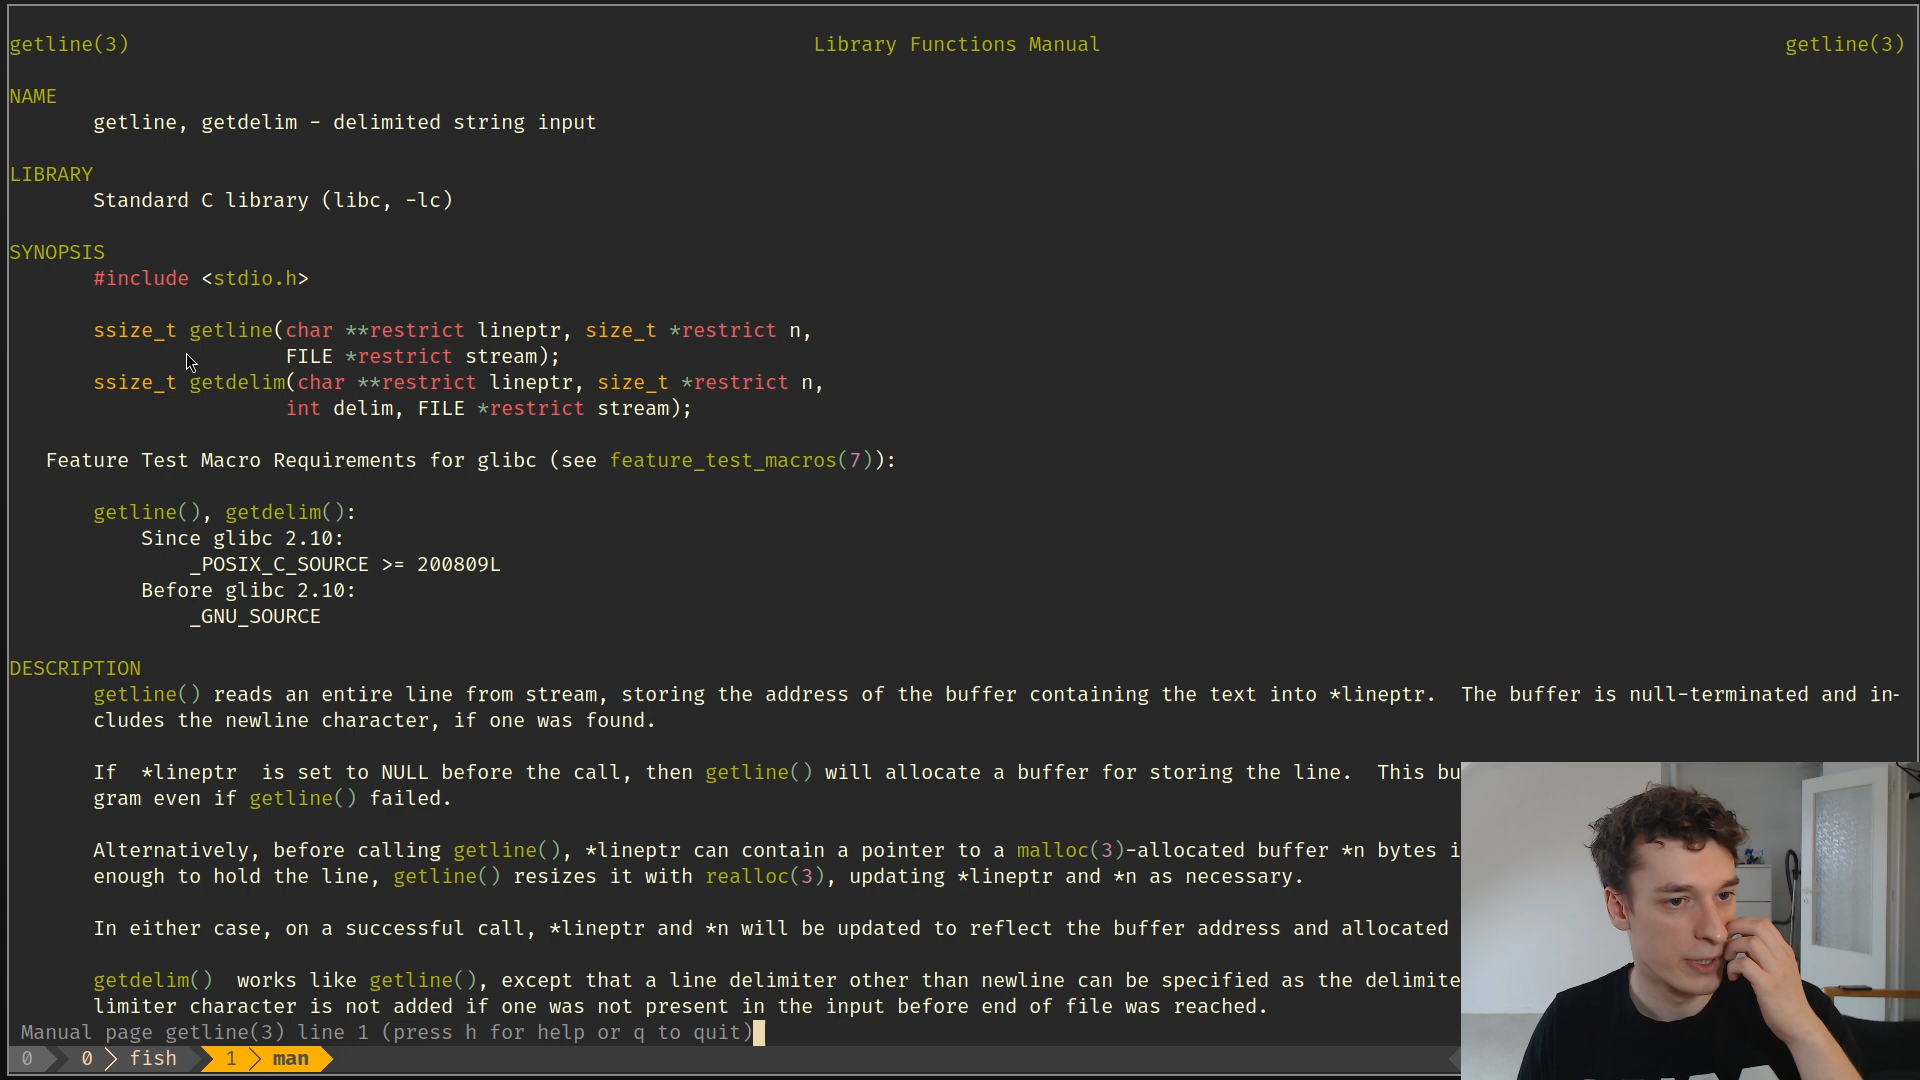 getline(3) Library Functions Manual getline(3)
NAME
getline, getdelim - delimited string input
LIBRARY
Standard C library (libc, -lc)
SYNOPSIS
#include <stdio.h>
ssize_t getline(char **restrict lineptr, size_t *restrict n,
FILE *restrict stream);
ssize_t getdelim(char **restrict lineptr, size_t *restrict n,
int delim, FILE *restrict stream);
Feature Test Macro Requirements for glibc (see feature_test_macros(7)):
getline(), getdelim():
Since glibc 2.10:
_POSIX_C_SOURCE >= 200809L
Before glibc 2.10:
_GNU_SOURCE
DESCRIPTION
getline() reads an entire line from stream, storing the address of the buffer containing the text into *lineptr. The buffer is null-terminated and in-
cludes the newline character, if one was found.
If *lineptr is set to NULL before the call, then getline() will allocate a buffer for storing the line. This bu
gram even if getline() failed.
Alternatively, before calling getline(), *lineptr can contain a pointer to a malloc(3)-allocated buffer *n bytes i
enough to hold the line, getline() resizes it with realloc(3), updating *lineptr and *n as necessary.
In either case, on a successful call, *lineptr and *n will be updated to reflect the buffer address and allocated
getdelim() works like getline(), except that a line delimiter other than newline can be specified as the delimite
limiter character is not added if one was not present in the input before end of file was reached.
Manual page getline(3) line 1 (press h for help or q to quit)
0 0 fish 1 man